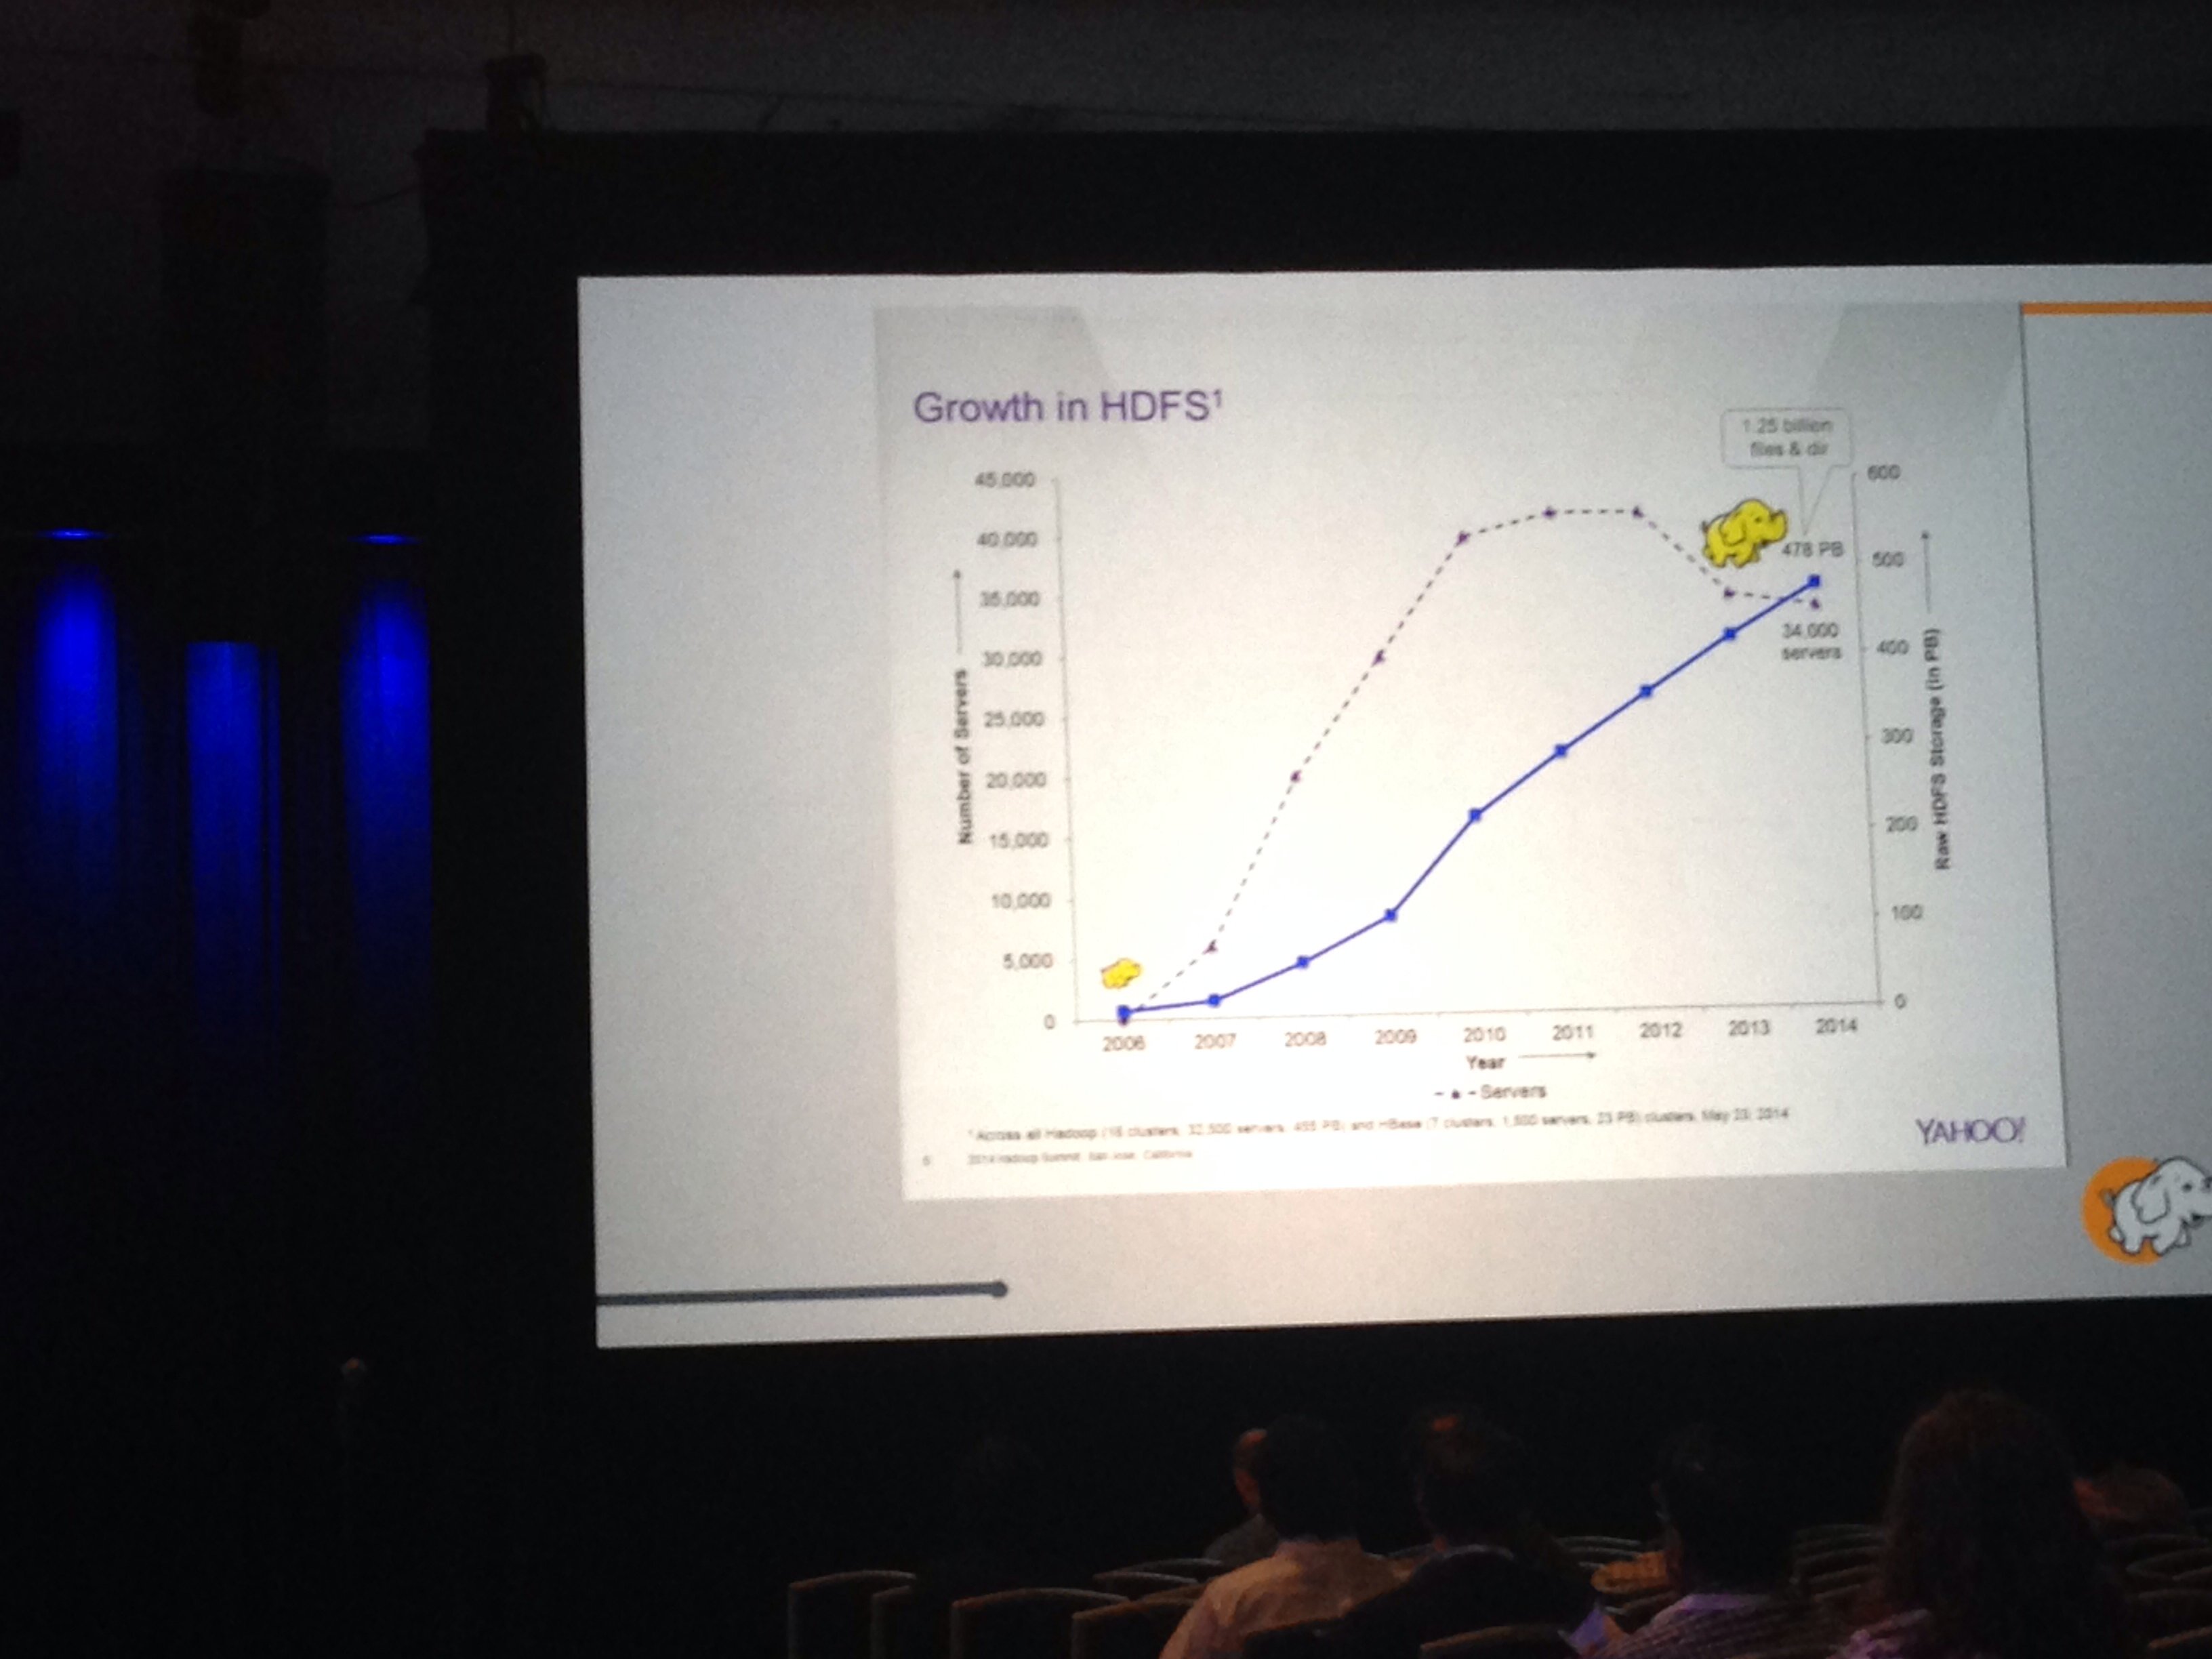 Growth in HDFS¹
1.25 billion
files & dir
45,000
40,000
35,000
30,000
25,000
20,000
15,000
10,000
5,000
0
Number of Servers
478 PB
34,000
servers
600
500
400
300
200
100
0
Raw HDFS Storage (in PB)
2006 2007 2008 2009 2010 2011 2012 2013 2014
Year
Servers
¹ Across all Hadoop (16 clusters, 32,500 servers, 455 PB) and HBase (7 clusters, 1,500 servers, 23 PB) clusters, May 23, 2014
6 2014 Hadoop Summit, San Jose, California
YAHOO!